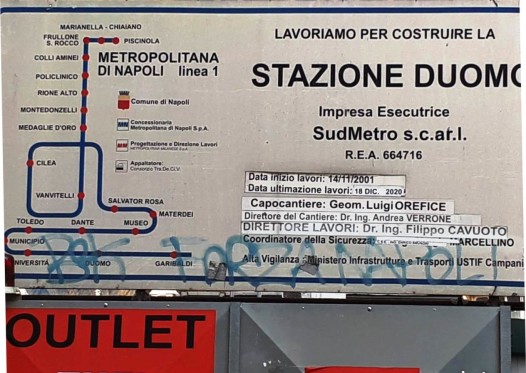 MARIANELLA - CHIAIANO
FRULLONE
S. ROCCO
PISCINOLA
COLLI AMINEI
POLICLINICO
RIONE ALTO
MONTEDONZELLI
MEDAGLIE D'ORO
CILEA
VANVITELLI
SALVATOR ROSA
MATERDEI
TOLEDO
DANTE
MUSEO
MUNICIPIO
UNIVERSITÀ
DUOMO
GARIBALDI
METROPOLITANA
DI NAPOLI linea 1
Comune di Napoli
Concessionaria
Metropolitana di Napoli S.p.A.
Progettazione e Direzione Lavori
METROPOLITANA MILANESE S.p.A.
Appaltatore:
LAVORIAMO PER COSTRUIRE LA
STAZIONE DUOMO
Impresa Esecutrice
SudMetro s.c.ar.l.
R.E.A. 664716
Data inizio lavori: 14/11/2001
Data ultimazione lavori: 18 DIC. 2020
Capocantiere: Geom. Luigi OREFICE
Direttore del Cantiere: Dr. Ing. Andrea VERRONE
DIRETTORE LAVORI: Dr. Ing. Filippo CAVUOTO
Coordinatore della Sicurezza: MARCELLINO
Alta Vigilanza : Ministero Infrastrutture e Trasporti USTIF Campani
OUTLET